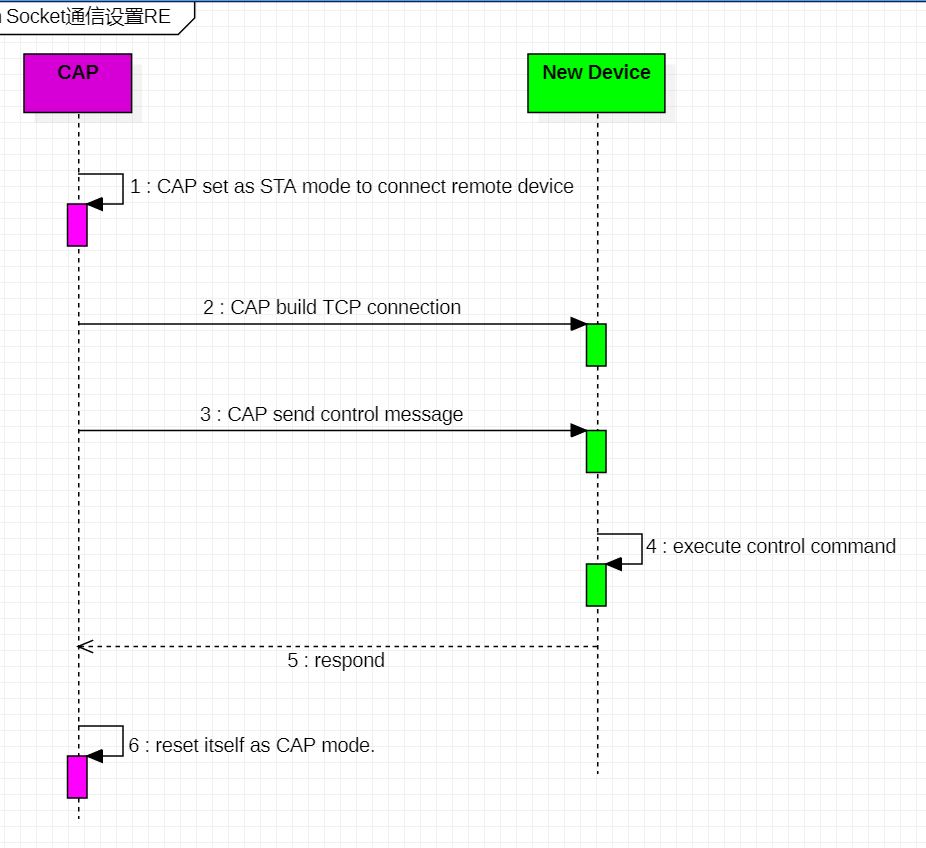 Socket通信设置RE
CAP
New Device
1 : CAP set as STA mode to connect remote device
2 : CAP build TCP connection
3 : CAP send control message
4 : execute control command
5 : respond
6 : reset itself as CAP mode.